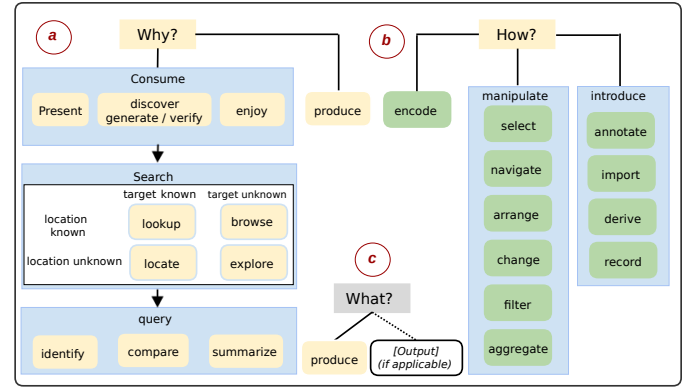 a
Why?
Consume
Present
discover
generate / verify
enjoy
produce
Search
target known
target unknown
location
known
lookup
browse
location unknown
locate
explore
query
identify
compare
summarize
b
How?
encode
manipulate
select
navigate
arrange
change
filter
aggregate
introduce
annotate
import
derive
record
c
What?
produce
[Output]
(if applicable)